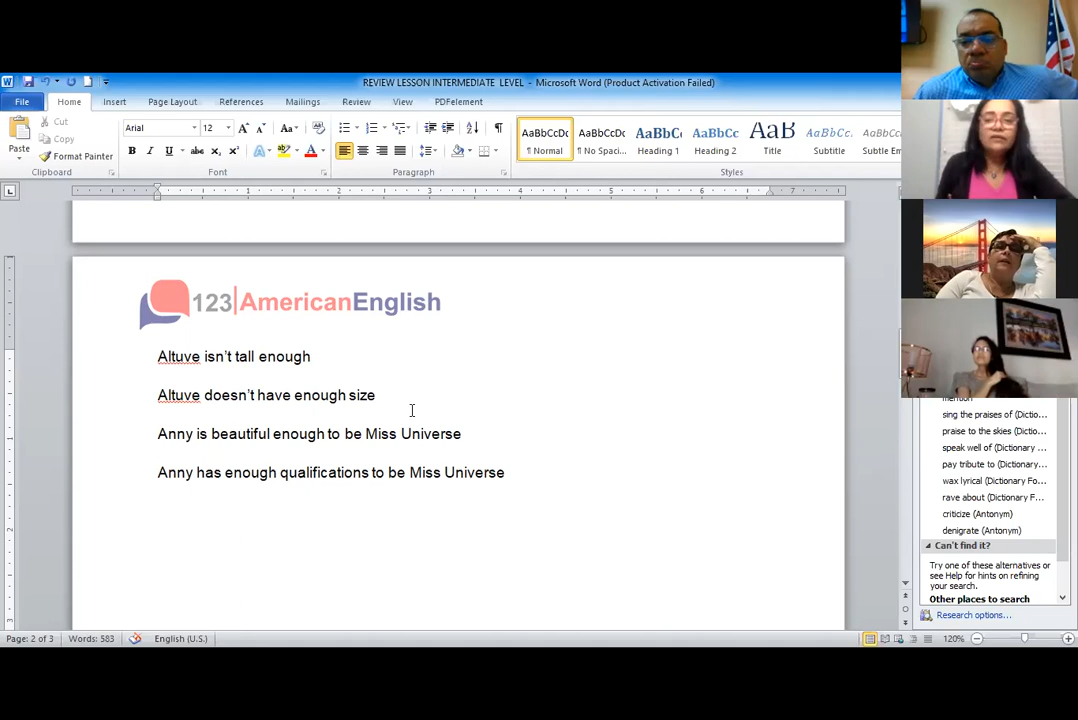 REVIEW LESSON INTERMEDIATE LEVEL - Microsoft Word (Product Activation Failed)
File Home Insert Page Layout References Mailings Review View PDFelement
Cut
Copy
Format Painter
Paste
Clipboard
Arial 12
Font
Paragraph
AaBbCcDc AaBbCcDc AaBbC AaBbCc AaB AaBbCc. AaBbCc
¶ Normal ¶ No Spaci... Heading 1 Heading 2 Title Subtitle Subtle Em
Styles
123|AmericanEnglish
Altuve isn't tall enough
Altuve doesn't have enough size
Anny is beautiful enough to be Miss Universe
Anny has enough qualifications to be Miss Universe
mention
sing the praises of (Dictio...
praise to the skies (Dictio...
speak well of (Dictionary ...
pay tribute to (Dictionary...
wax lyrical (Dictionary Fo...
rave about (Dictionary F...
criticize (Antonym)
denigrate (Antonym)
Can't find it?
Try one of these alternatives or
see Help for hints on refining
your search.
Other places to search
Research options...
Page: 2 of 3 Words: 583 English (U.S.) 120%